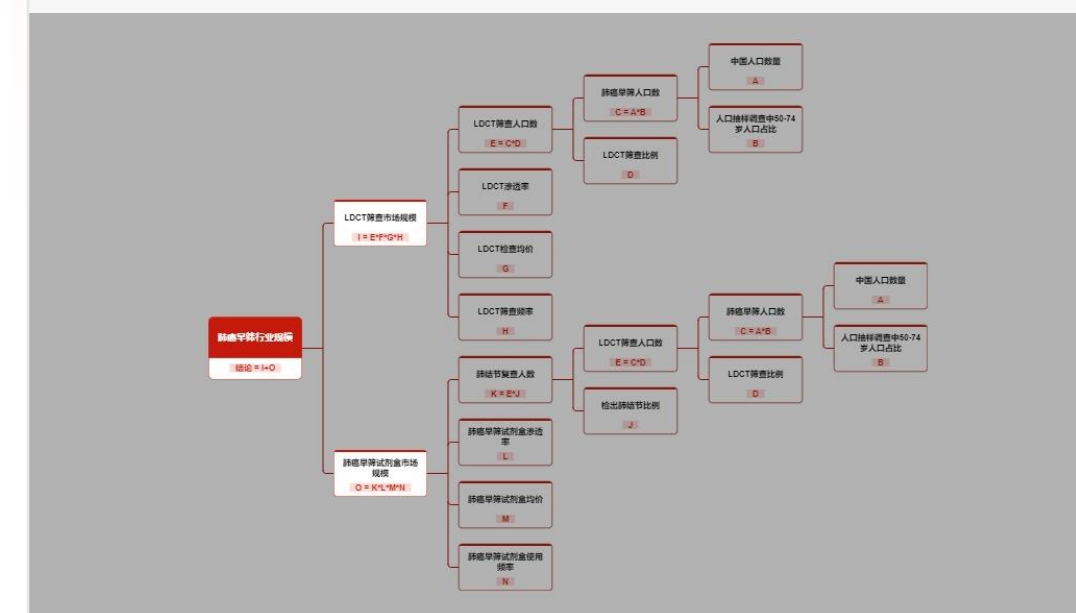 中国人口数量
A
肺癌早筛人口数
C = A*B
人口抽样调查中50-74
岁人口占比
B
LDCT筛查人口数
E = C*D
LDCT筛查比例
D
LDCT渗透率
F
LDCT筛查市场规模
I = E*F*G*H
LDCT检查均价
G
LDCT筛查频率
H
肺癌早筛行业规模
结论 = I+O
肺癌早筛试剂盒市场
规模
O = K*L*M*N
肺结节复查人数
K = E*J
LDCT筛查人口数
E = C*D
肺癌早筛人口数
C = A*B
中国人口数量
A
人口抽样调查中50-74
岁人口占比
B
LDCT筛查比例
D
检出肺结节比例
J
肺癌早筛试剂盒渗透
率
L
肺癌早筛试剂盒均价
M
肺癌早筛试剂盒使用
频率
N